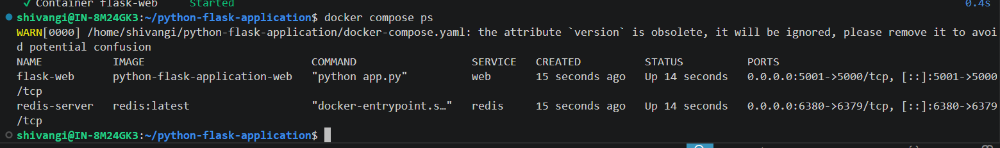 ✓ Container flask-web     Started     0.4s
shivangi@IN-8M24GK3:~/python-flask-application$ docker compose ps
WARN[0000] /home/shivangi/python-flask-application/docker-compose.yaml: the attribute `version` is obsolete, it will be ignored, please remove it to avoi
d potential confusion
NAME           IMAGE                          COMMAND                  SERVICE   CREATED          STATUS          PORTS
flask-web      python-flask-application-web   "python app.py"          web       15 seconds ago   Up 14 seconds   0.0.0.0:5001->5000/tcp, [::]:5001->5000
/tcp
redis-server   redis:latest                   "docker-entrypoint.s…"   redis     15 seconds ago   Up 14 seconds   0.0.0.0:6380->6379/tcp, [::]:6380->6379
/tcp
shivangi@IN-8M24GK3:~/python-flask-application$